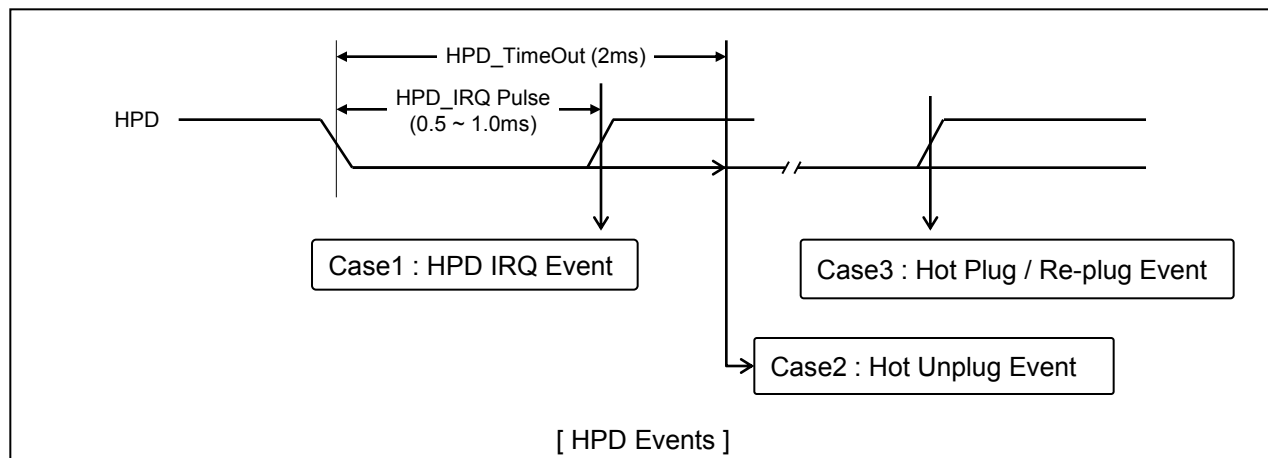 HPD_TimeOut (2ms)
HPD_IRQ Pulse
(0.5 ~ 1.0ms)
HPD
Case1 : HPD IRQ Event
Case3 : Hot Plug / Re-plug Event
Case2 : Hot Unplug Event
[ HPD Events ]